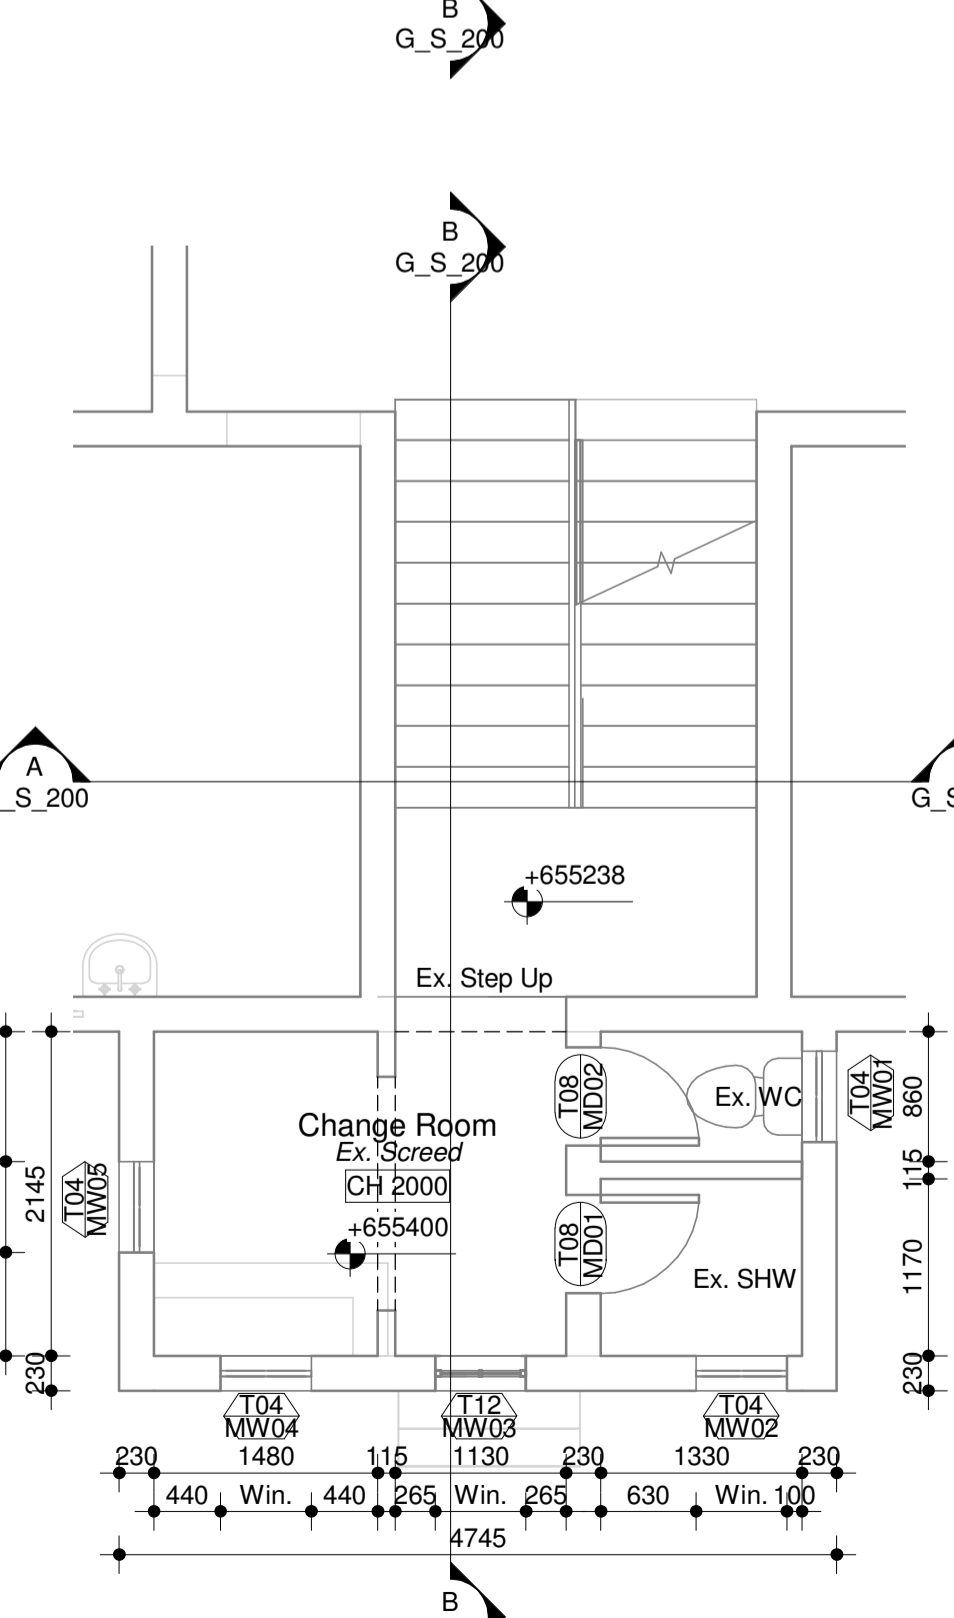 B
G_S_200
B
G_S_200
A
_S_200
G_S
+655238
Ex. Step Up
T08
MD02
Ex. WC
T04
MW01
860
Change Room
Ex. Screed
CH 2000
115
2145
T04
MW05
+655400
T08
MD01
Ex. SHW
1170
230
230
T04
MW04
T12
MW03
T04
MW02
230 1480 115 1130 230 1330 230
440 Win. 440 265 Win. 265 630 Win. 100
4745
B